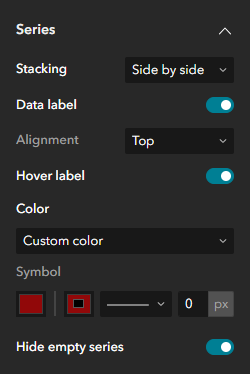 Series
Stacking Side by side
Data label
Alignment Top
Hover label
Color
Custom color
Symbol
0 px
Hide empty series